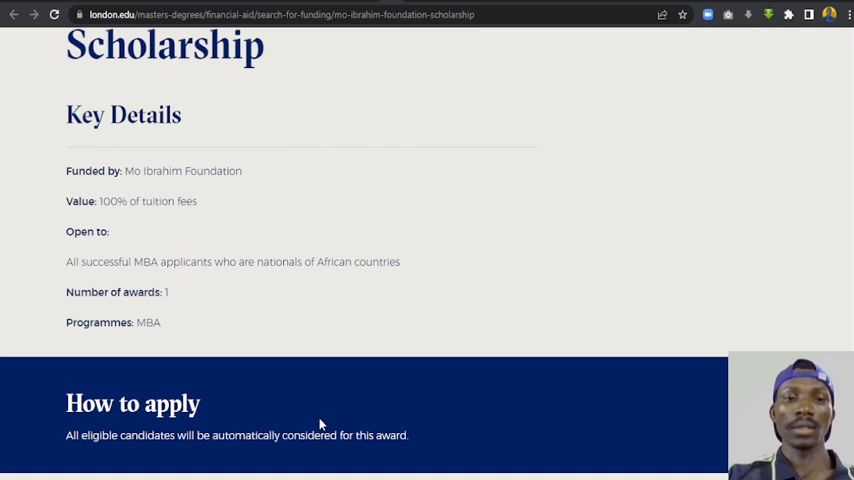 london.edu/masters-degrees/financial-aid/search-for-funding/mo-ibrahim-foundation-scholarship
Scholarship
Key Details
Funded by: Mo Ibrahim Foundation
Value: 100% of tuition fees
Open to:
All successful MBA applicants who are nationals of African countries
Number of awards: 1
Programmes: MBA
How to apply
All eligible candidates will be automatically considered for this award.